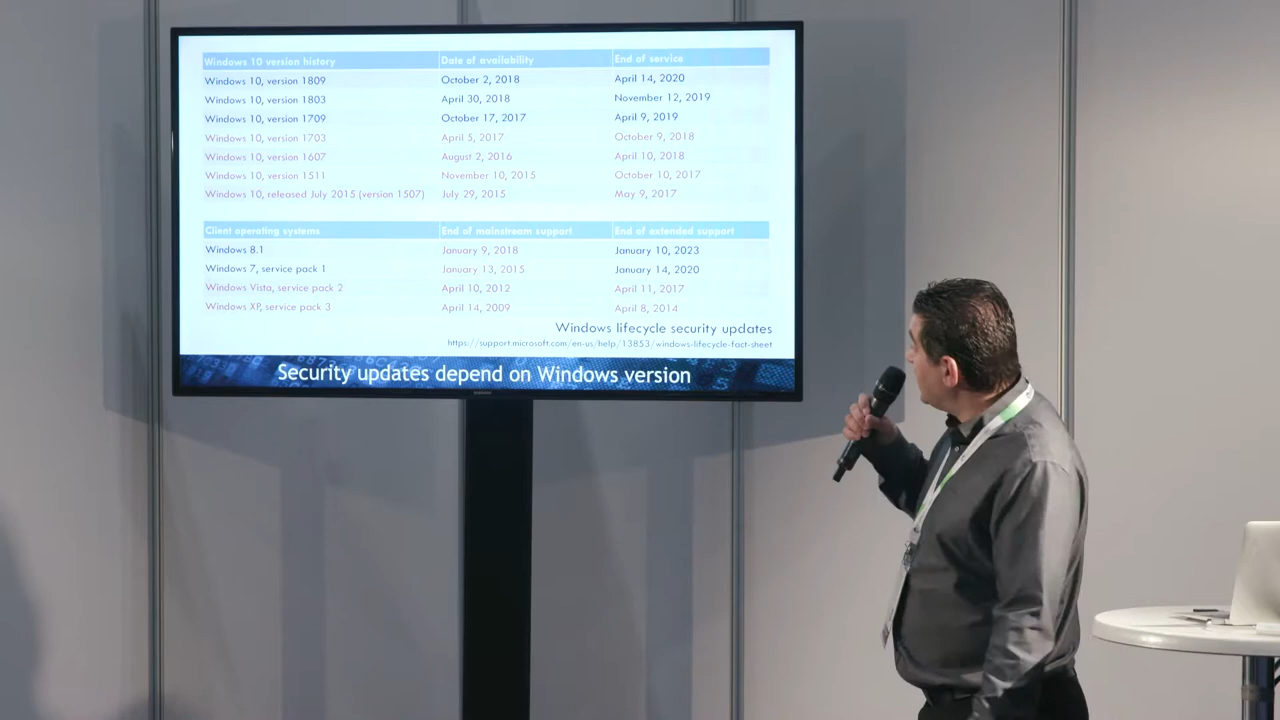 Windows 10 version history Date of availability End of service
Windows 10, version 1809 October 2, 2018 April 14, 2020
Windows 10, version 1803 April 30, 2018 November 12, 2019
Windows 10, version 1709 October 17, 2017 April 9, 2019
Windows 10, version 1703 April 5, 2017 October 9, 2018
Windows 10, version 1607 August 2, 2016 April 10, 2018
Windows 10, version 1511 November 10, 2015 October 10, 2017
Windows 10, released July 2015 (version 1507) July 29, 2015 May 9, 2017
Client operating systems End of mainstream support End of extended support
Windows 8.1 January 9, 2018 January 10, 2023
Windows 7, service pack 1 January 13, 2015 January 14, 2020
Windows Vista, service pack 2 April 10, 2012 April 11, 2017
Windows XP, service pack 3 April 14, 2009 April 8, 2014
Windows lifecycle security updates
https://support.microsoft.com/en-us/help/13853/windows-lifecycle-fact-sheet
Security updates depend on Windows version